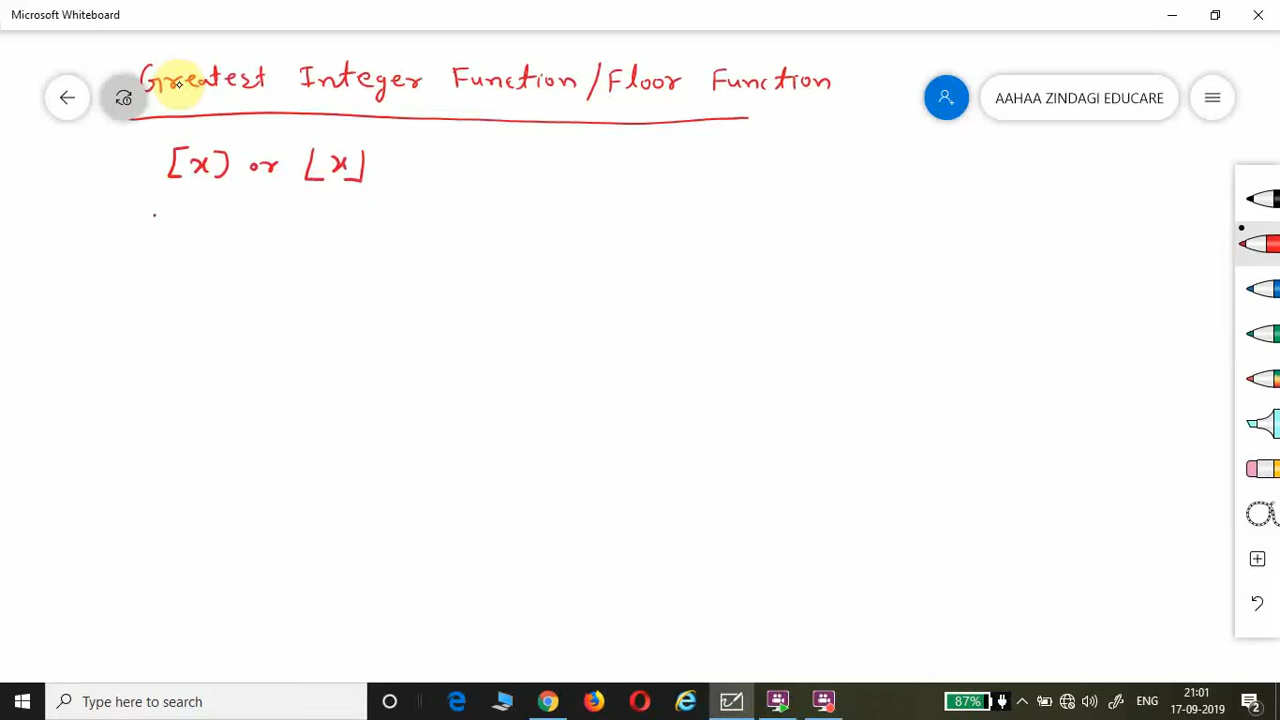 Microsoft Whiteboard
Greatest Integer Function/Floor Function
AAHAA ZINDAGI EDUCARE
[x] or ⌊x⌋
Type here to search
87%
ENG
21:01
17-09-2019
2